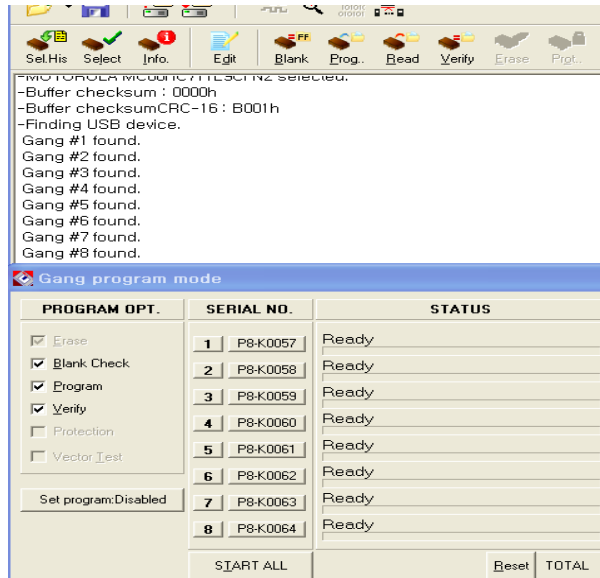 Sel.His Select Info. Edit Blank Prog.. Read Verify Erase Prot..
-Buffer checksum : 0000h
-Buffer checksumCRC-16 : B001h
-Finding USB device.
Gang #1 found.
Gang #2 found.
Gang #3 found.
Gang #4 found.
Gang #5 found.
Gang #6 found.
Gang #7 found.
Gang #8 found.
Gang program mode
PROGRAM OPT. SERIAL NO. STATUS
Erase
Blank Check
Program
Verify
Protection
Vector Test
Set program:Disabled
1 P8-K0057 Ready
2 P8-K0058 Ready
3 P8-K0059 Ready
4 P8-K0060 Ready
5 P8-K0061 Ready
6 P8-K0062 Ready
7 P8-K0063 Ready
8 P8-K0064 Ready
START ALL Reset TOTAL